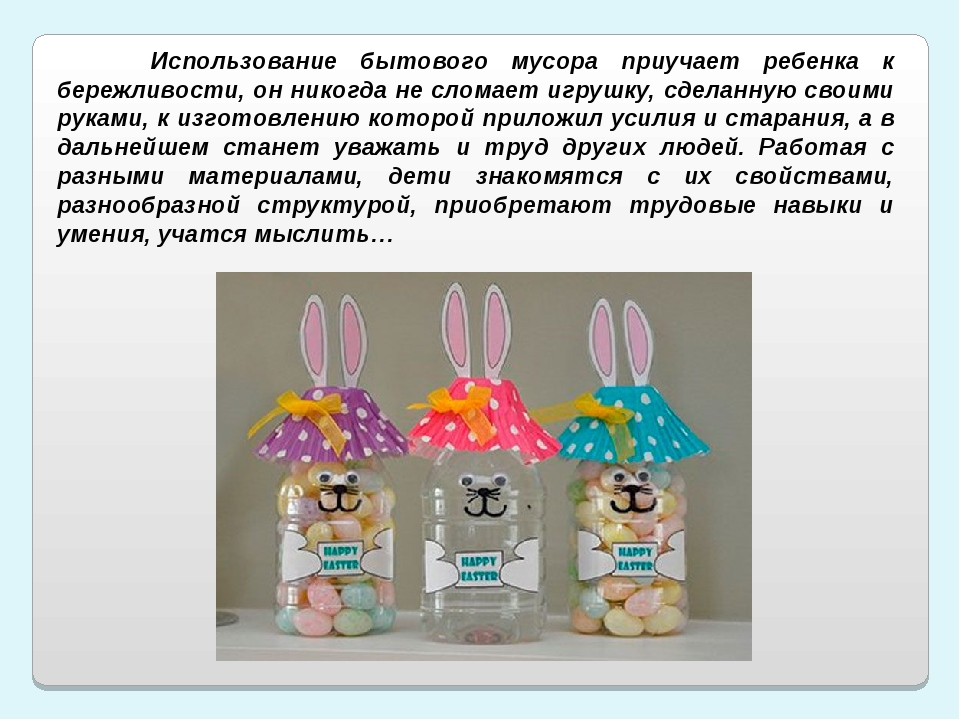 Использование бытового мусора приучает ребенка к
бережливости, он никогда не сломает игрушку, сделанную своими
руками, к изготовлению которой приложил усилия и старания, а в
дальнейшем станет уважать и труд других людей. Работая с
разными материалами, дети знакомятся с их свойствами,
разнообразной структурой, приобретают трудовые навыки и
умения, учатся мыслить…
HAPPY
EASTER
HAPPY
EASTER
HAPPY
EASTER